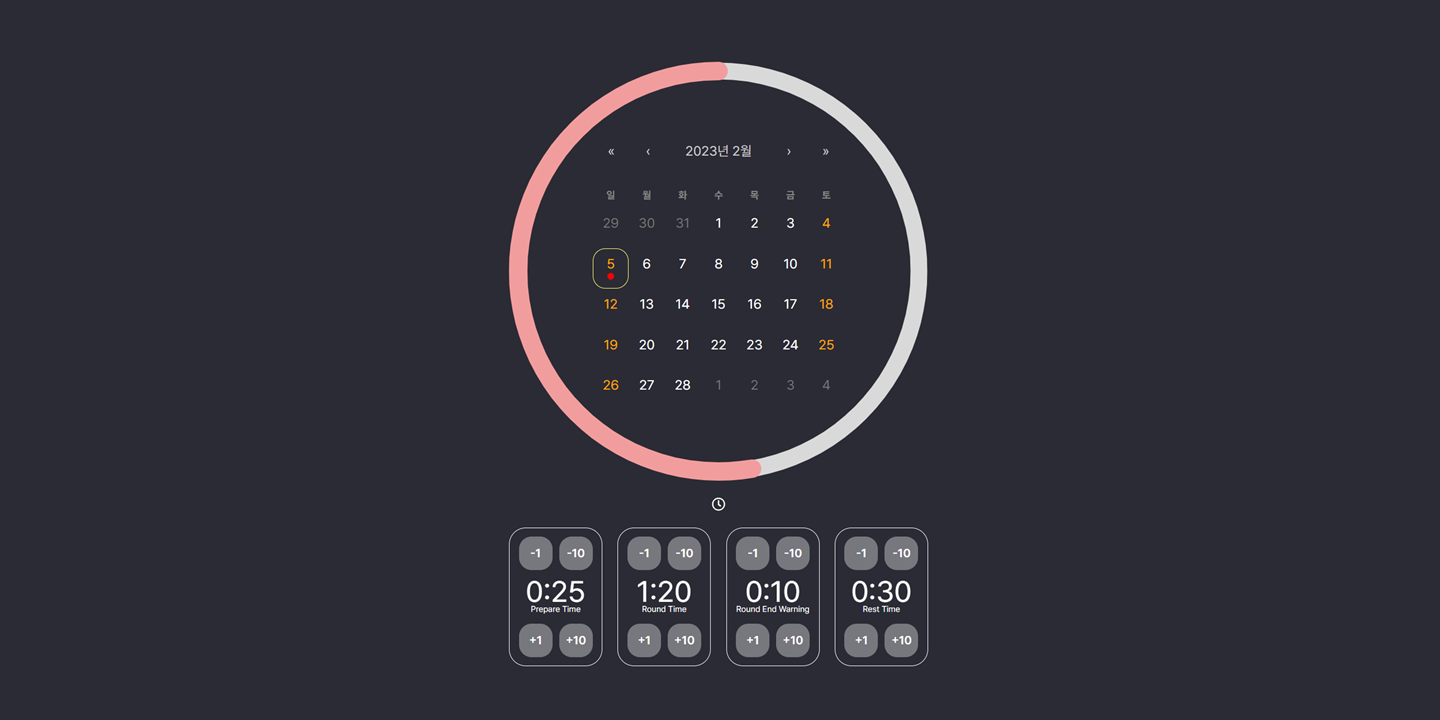 « ‹ 2023년 2월 › »
일 월 화 수 목 금 토
29 30 31 1 2 3 4
5 6 7 8 9 10 11
12 13 14 15 16 17 18
19 20 21 22 23 24 25
26 27 28 1 2 3 4
-1 -10 -1 -10 -1 -10 -1 -10
0:25 1:20 0:10 0:30
Prepare Time Round Time Round End Warning Rest Time
+1 +10 +1 +10 +1 +10 +1 +10